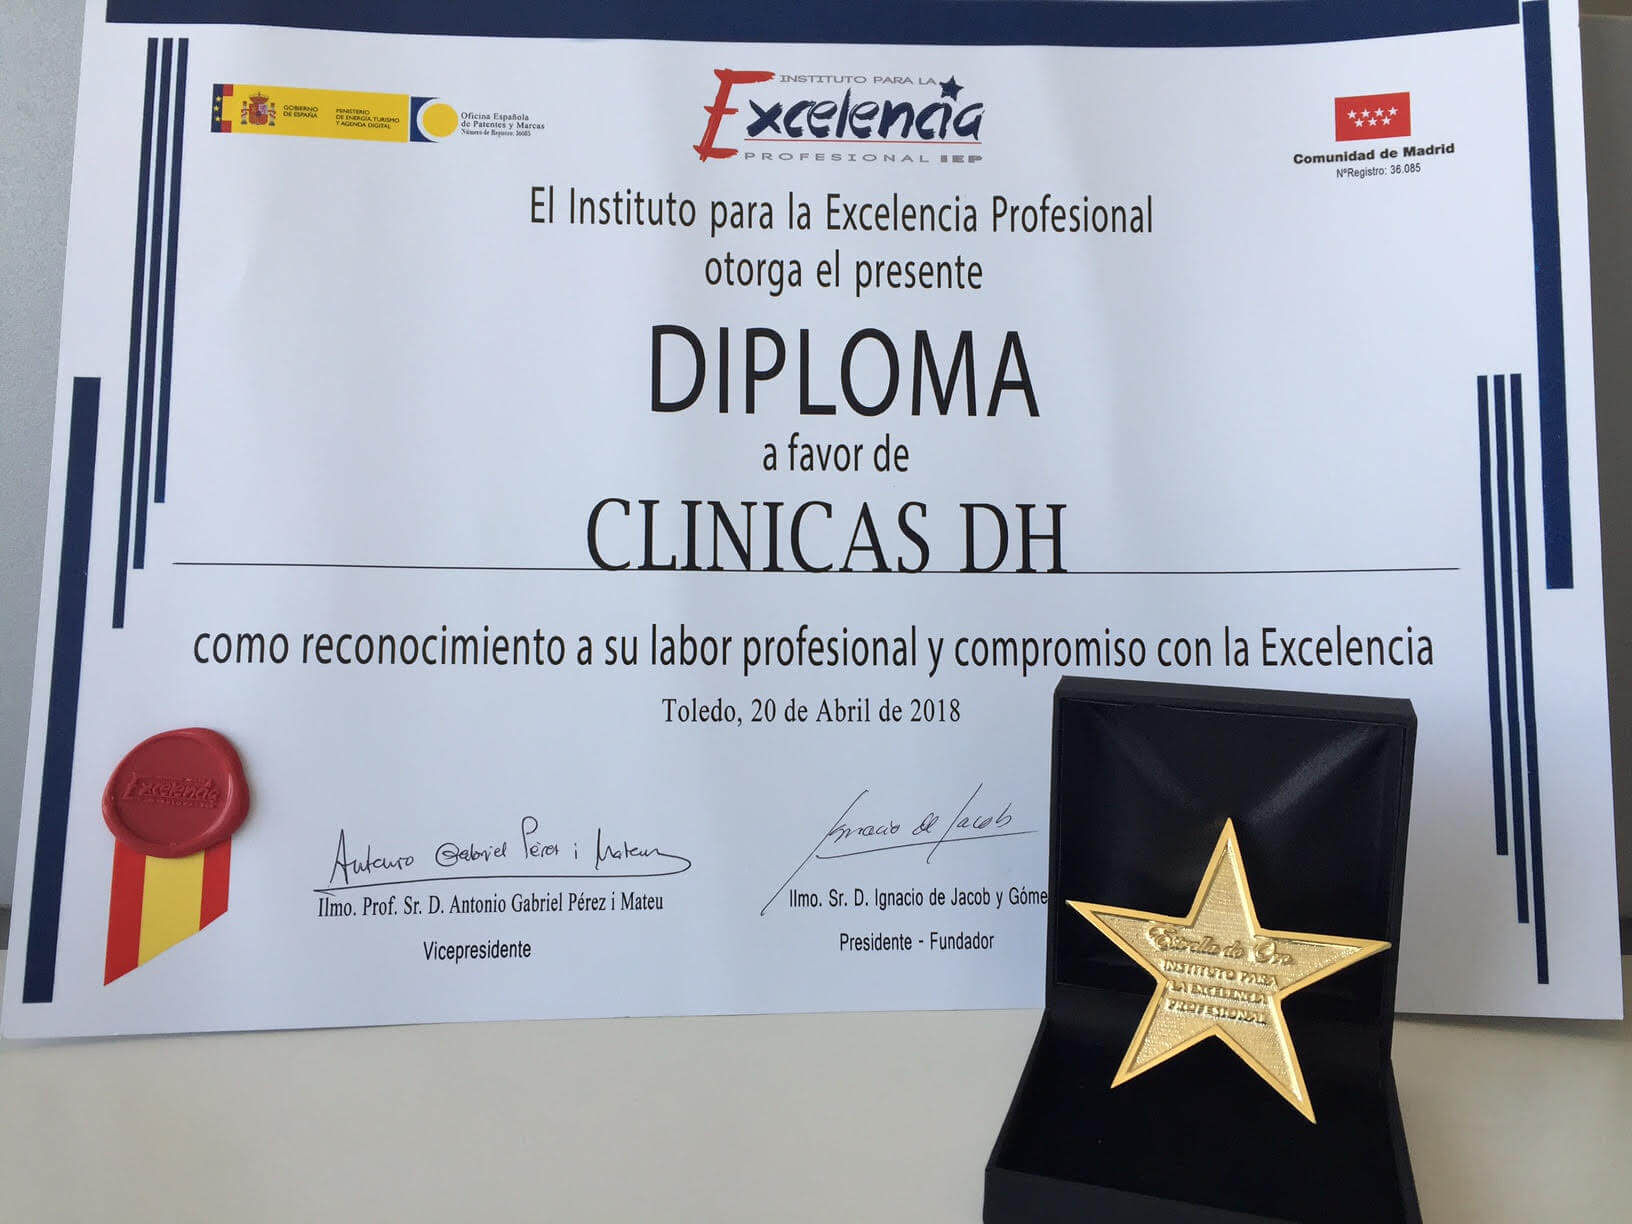 GOBIERNO
DE ESPAÑA
MINISTERIO
DE ENERGÍA, TURISMO
Y AGENDA DIGITAL
Oficina Española
de Patentes y Marcas
Número de Registro: 36085
INSTITUTO PARA LA
Excelencia
PROFESIONAL IEP
Comunidad de Madrid
NºRegistro: 36.085
El Instituto para la Excelencia Profesional
otorga el presente
DIPLOMA
a favor de
CLINICAS DH
como reconocimiento a su labor profesional y compromiso con la Excelencia
Toledo, 20 de Abril de 2018
Excelencia
Antonio Gabriel Pérez i Mateu
Ilmo. Prof. Sr. D. Antonio Gabriel Pérez i Mateu
Vicepresidente
Ignacio de Jacob
Ilmo. Sr. D. Ignacio de Jacob y Góme
Presidente - Fundador
Estrella de Oro
INSTITUTO PARA
LA EXCELENCIA
PROFESIONAL